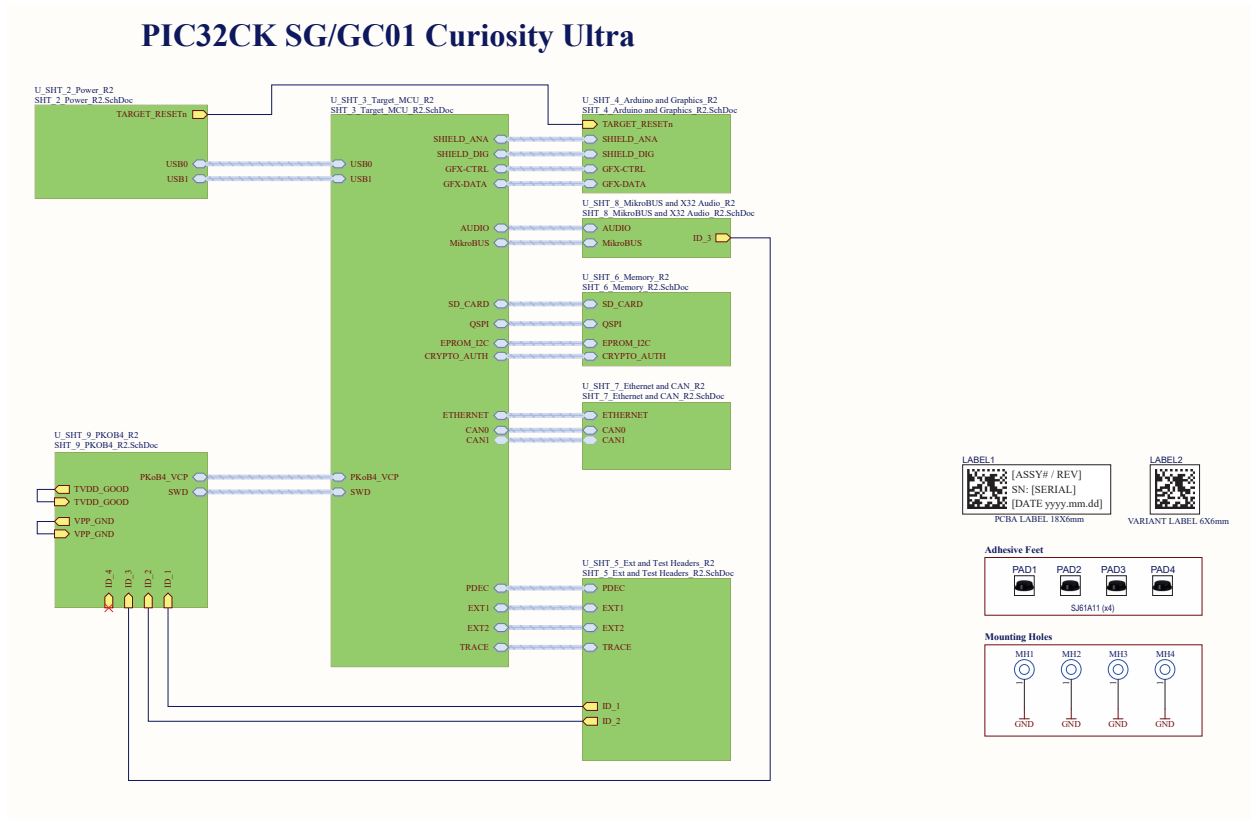 PIC32CK SG/GC01 Curiosity Ultra
U_SHT_2_Power_R2
SHT_2_Power_R2.SchDoc
TARGET_RESETn
USB0
USB1
U_SHT_3_Target_MCU_R2
SHT_3_Target_MCU_R2.SchDoc
USB0
USB1
SHIELD_ANA
SHIELD_DIG
GFX-CTRL
GFX-DATA
AUDIO
MikroBUS
SD_CARD
QSPI
EPROM_I2C
CRYPTO_AUTH
ETHERNET
CAN0
CAN1
PKoB4_VCP
SWD
PDEC
EXT1
EXT2
TRACE
U_SHT_4_Arduino and Graphics_R2
SHT_4_Arduino and Graphics_R2.SchDoc
TARGET_RESETn
SHIELD_ANA
SHIELD_DIG
GFX-CTRL
GFX-DATA
U_SHT_8_MikroBUS and X32 Audio_R2
SHT_8_MikroBUS and X32 Audio_R2.SchDoc
AUDIO
MikroBUS
ID_3
U_SHT_6_Memory_R2
SHT_6_Memory_R2.SchDoc
SD_CARD
QSPI
EPROM_I2C
CRYPTO_AUTH
U_SHT_7_Ethernet and CAN_R2
SHT_7_Ethernet and CAN_R2.SchDoc
ETHERNET
CAN0
CAN1
U_SHT_9_PKOB4_R2
SHT_9_PKOB4_R2.SchDoc
PKoB4_VCP
SWD
TVDD_GOOD
TVDD_GOOD
VPP_GND
VPP_GND
ID_4
ID_3
ID_2
ID_1
U_SHT_5_Ext and Test Headers_R2
SHT_5_Ext and Test Headers_R2.SchDoc
PDEC
EXT1
EXT2
TRACE
ID_1
ID_2
LABEL1
[ASSY# / REV]
SN: [SERIAL]
[DATE yyyy.mm.dd]
PCBA LABEL 18X6mm
LABEL2
VARIANT LABEL 6X6mm
Adhesive Feet
PAD1 PAD2 PAD3 PAD4
SJ61A11 (x4)
Mounting Holes
MH1 MH2 MH3 MH4
1 1 1 1
GND GND GND GND